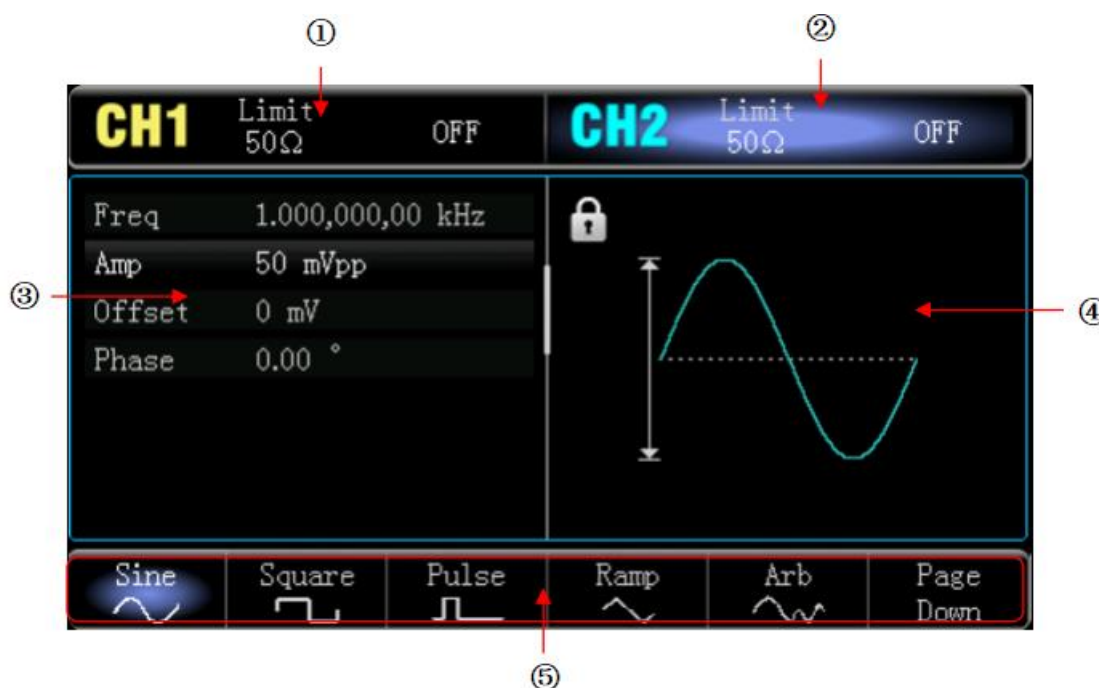 ① ②
CH1 Limit 50Ω OFF CH2 Limit 50Ω OFF
Freq 1.000,000,00 kHz
Amp 50 mVpp
③ ④
Offset 0 mV
Phase 0.00 °
Sine Square Pulse Ramp Arb Page Down
⑤